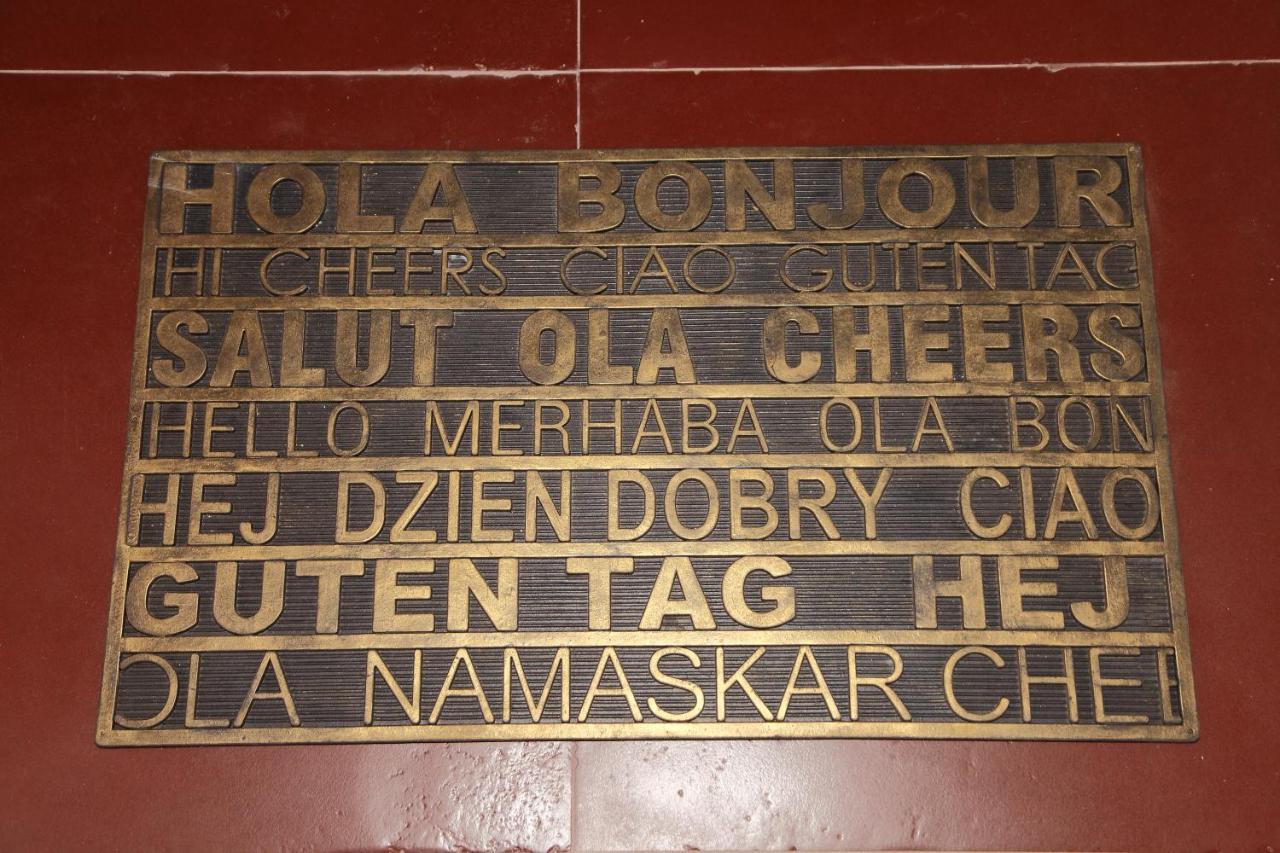 HOLA BONJOUR
HI CHEERS CIAO GUTEN TAG
SALUT OLA CHEERS
HELLO MERHABA OLA BON
HEJ DZIEN DOBRY CIAO
GUTEN TAG HEJ
OLA NAMASKAR CHEE